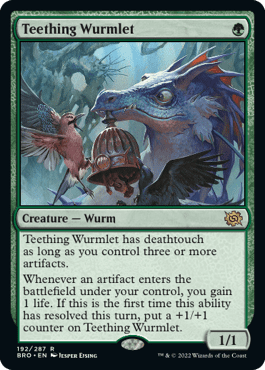 Teething Wurmlet
Creature — Wurm
Teething Wurmlet has deathtouch
as long as you control three or more
artifacts.
Whenever an artifact enters the
battlefield under your control, you gain
1 life. If this is the first time this ability
has resolved this turn, put a +1/+1
counter on Teething Wurmlet.
1/1
192/287 R
BRO • EN Jesper Ejsing
™ & © 2022 Wizards of the Coast